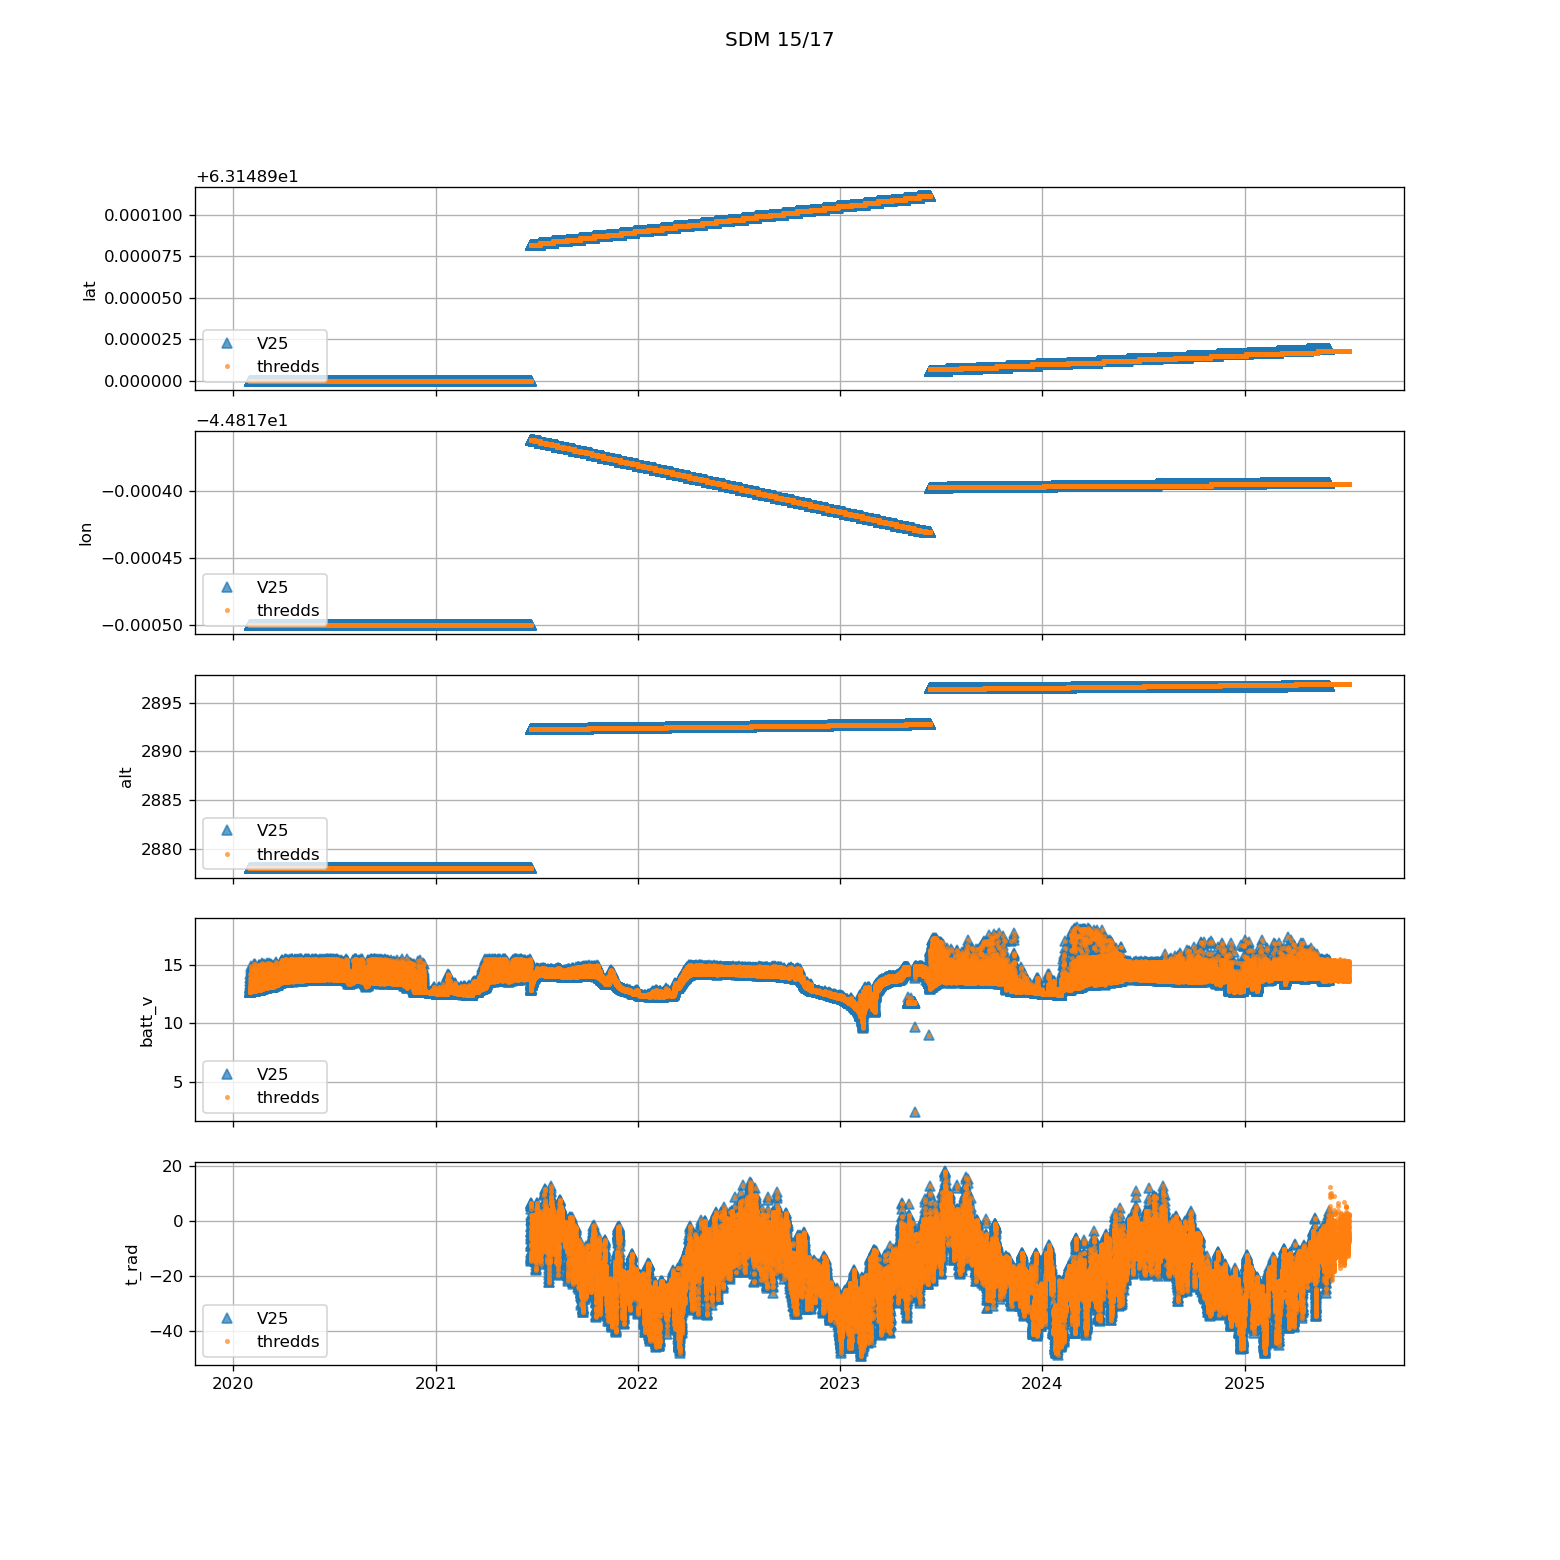 SDM 15/17
+6.31489e1
0.000100
0.000075
0.000050
0.000025
0.000000
lat
V25
thredds
−4.4817e1
−0.00040
−0.00045
−0.00050
lon
V25
thredds
2895
2890
2885
2880
alt
V25
thredds
15
10
5
batt_v
V25
thredds
20
0
−20
−40
t_rad
V25
thredds
2020 2021 2022 2023 2024 2025